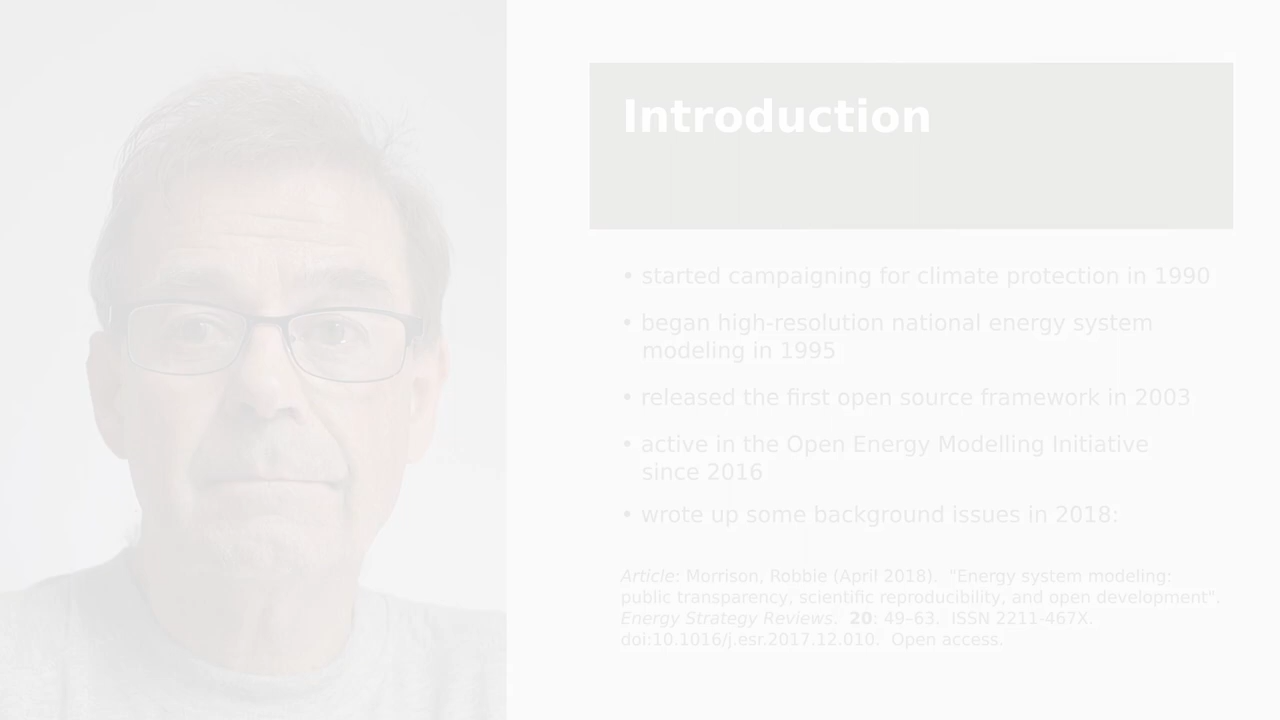 Introduction
• started campaigning for climate protection in 1990
• began high-resolution national energy system
modeling in 1995
• released the first open source framework in 2003
• active in the Open Energy Modelling Initiative
since 2016
• wrote up some background issues in 2018:
Article: Morrison, Robbie (April 2018).  "Energy system modeling:
public transparency, scientific reproducibility, and open development".
Energy Strategy Reviews.  20: 49–63.  ISSN 2211-467X.
doi:10.1016/j.esr.2017.12.010.  Open access.